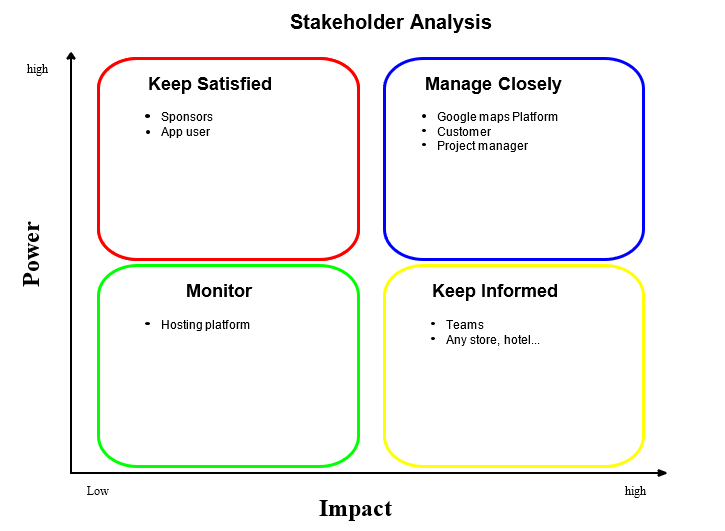 Stakeholder Analysis
high
Keep Satisfied
• Sponsors
• App user
Manage Closely
• Google maps Platform
• Customer
• Project manager
Power
Monitor
• Hosting platform
Keep Informed
• Teams
• Any store, hotel...
Low
high
Impact